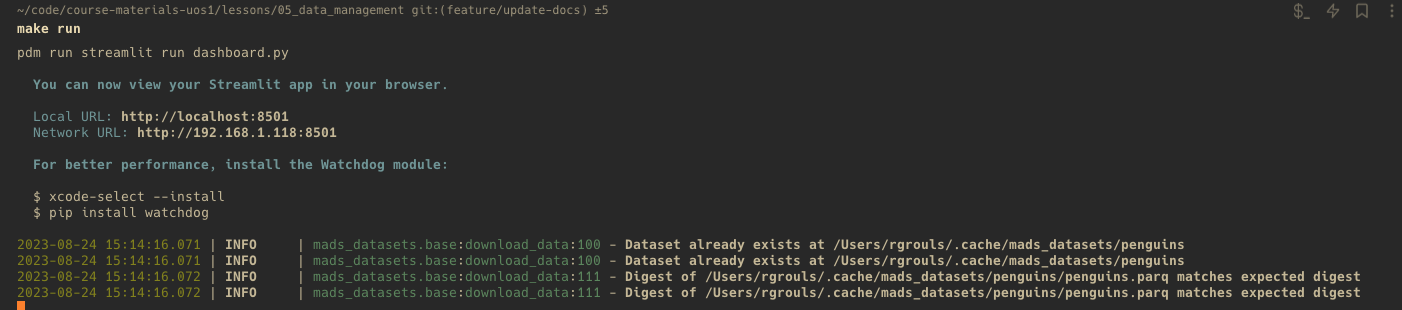 ~/code/course-materials-uos1/lessons/05_data_management git:(feature/update-docs) ±5
$_
make run
pdm run streamlit run dashboard.py
You can now view your Streamlit app in your browser.
Local URL: http://localhost:8501
Network URL: http://192.168.1.118:8501
For better performance, install the Watchdog module:
$ xcode-select --install
$ pip install watchdog
2023-08-24 15:14:16.071 | INFO     | mads_datasets.base:download_data:100 - Dataset already exists at /Users/rgrouls/.cache/mads_datasets/penguins
2023-08-24 15:14:16.071 | INFO     | mads_datasets.base:download_data:100 - Dataset already exists at /Users/rgrouls/.cache/mads_datasets/penguins
2023-08-24 15:14:16.072 | INFO     | mads_datasets.base:download_data:111 - Digest of /Users/rgrouls/.cache/mads_datasets/penguins/penguins.parq matches expected digest
2023-08-24 15:14:16.072 | INFO     | mads_datasets.base:download_data:111 - Digest of /Users/rgrouls/.cache/mads_datasets/penguins/penguins.parq matches expected digest